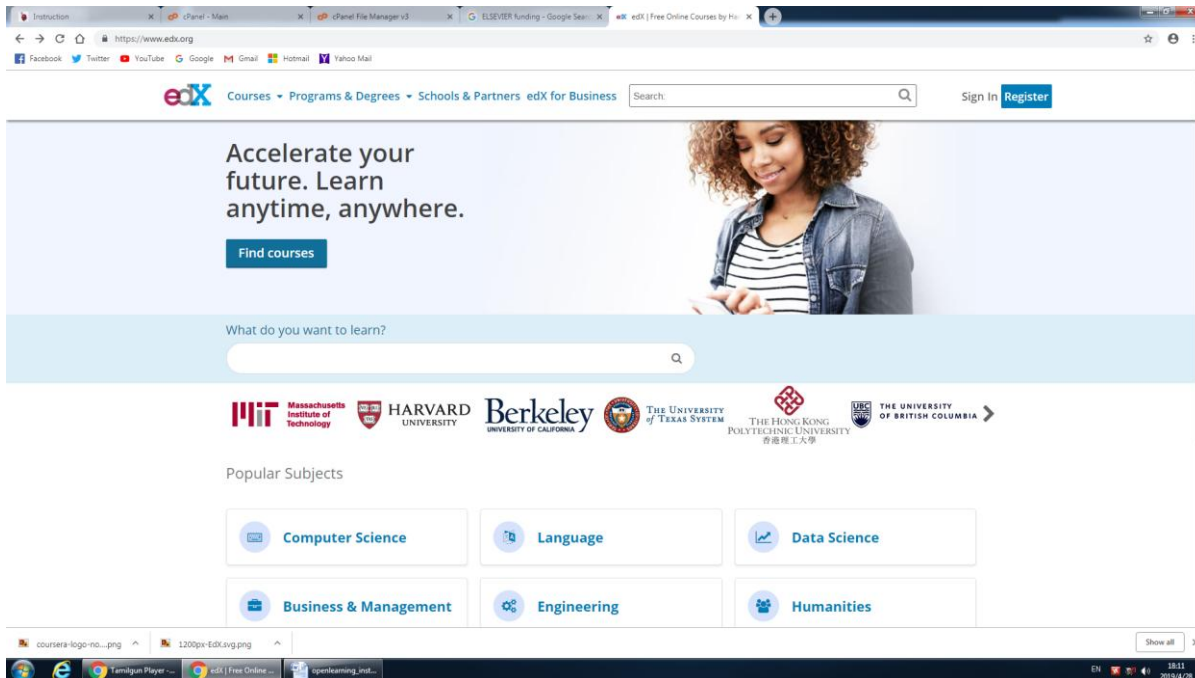 Instruction
cPanel - Main
cPanel File Manager v3
ELSEVIER funding - Google Sear
edX | Free Online Courses by Har
https://www.edx.org
Facebook Twitter YouTube Google Gmail Hotmail Yahoo Mail
edX Courses Programs & Degrees Schools & Partners edX for Business Search: Sign In Register
Accelerate your
future. Learn
anytime, anywhere.
Find courses
What do you want to learn?
Massachusetts
Institute of
Technology
HARVARD
UNIVERSITY
Berkeley
UNIVERSITY OF CALIFORNIA
THE UNIVERSITY
of TEXAS SYSTEM
THE HONG KONG
POLYTECHNIC UNIVERSITY
香港理工大學
UBC
THE UNIVERSITY
OF BRITISH COLUMBIA
Popular Subjects
Computer Science
Language
Data Science
Business & Management
Engineering
Humanities
coursera-logo-no....png
1200px-EdX.svg.png
Show all
Tamilgun Player -...
edX | Free Online ...
openlearning_inst...
EN
18:11
2019/4/28